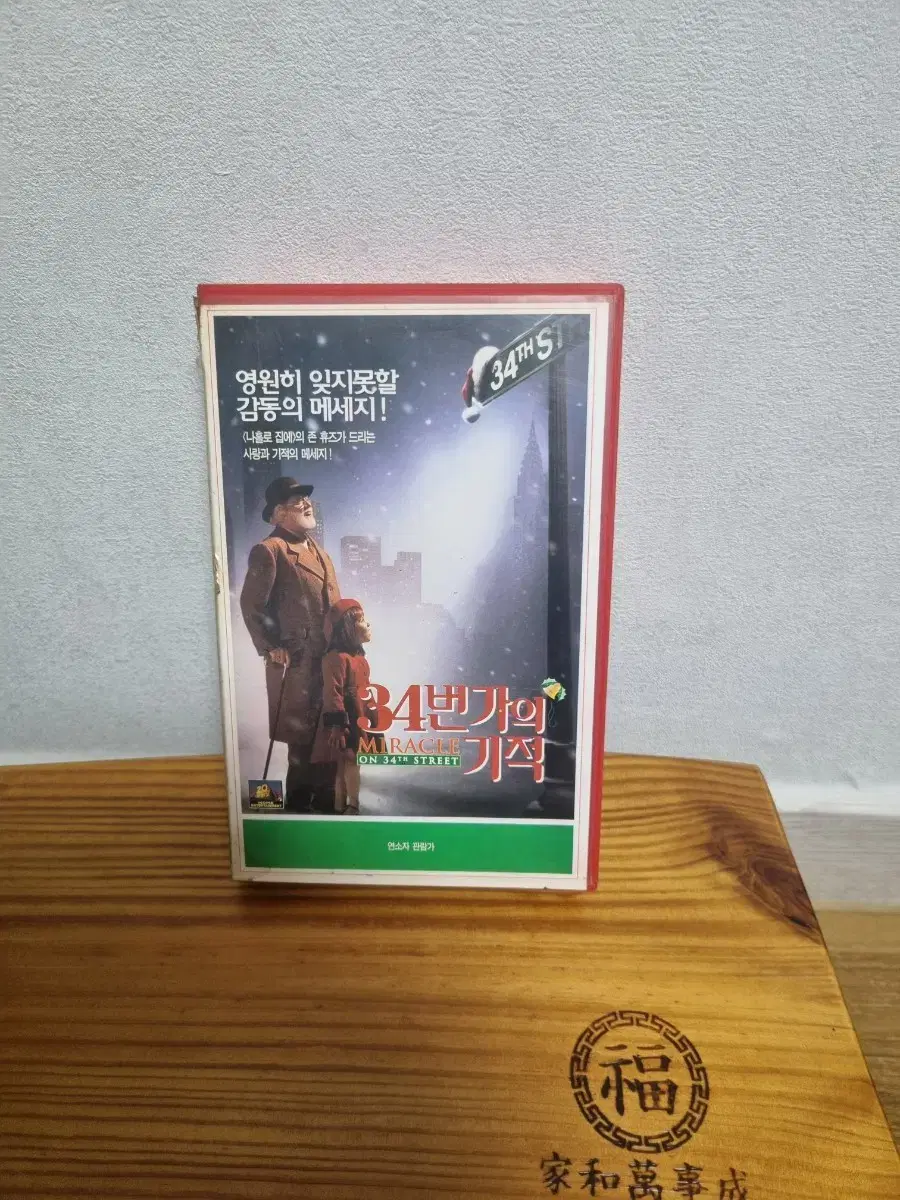 34TH ST
영원히 잊지못할
감동의 메세지!
〈나홀로 집에〉의 존 휴즈가 드리는
사랑과 기적의 메세지!
34번가의
기적
MIRACLE
ON 34TH STREET
20
연소자 관람가
福
家和萬事成